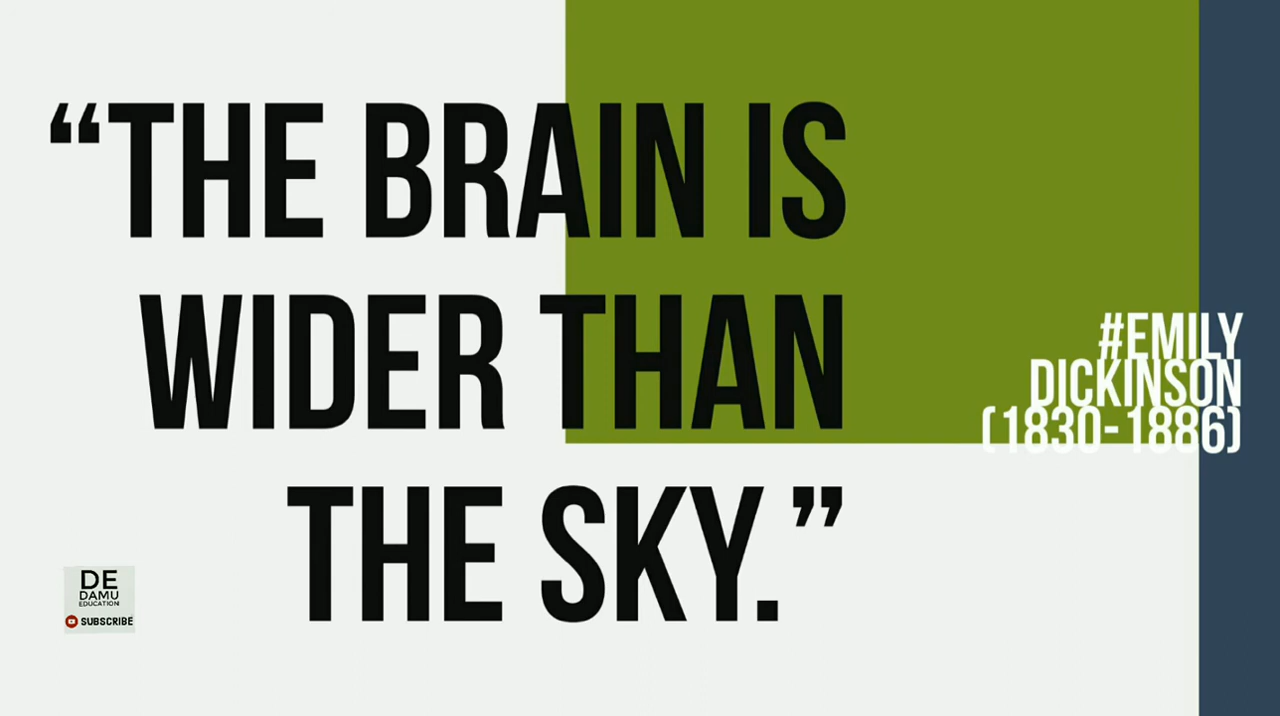 “THE BRAIN IS
WIDER THAN
THE SKY.”
#EMILY
DICKINSON
(1830-1886)
DE
DAMU
EDUCATION
SUBSCRIBE